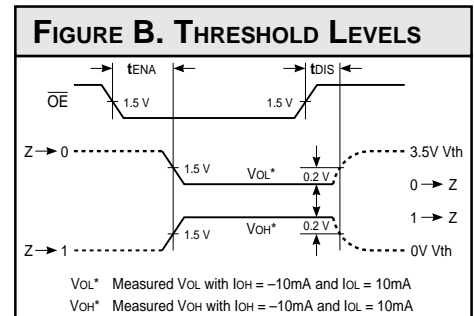 FIGURE B. THRESHOLD LEVELS
tENA tDIS
OE 1.5 V 1.5 V
Z → 0 3.5V Vth
1.5 V VOL* 0.2 V
0 → Z
1 → Z
1.5 V VOH* 0.2 V
Z → 1 0V Vth
VOL* Measured VOL with IOH = –10mA and IOL = 10mA
VOH* Measured VOH with IOH = –10mA and IOL = 10mA